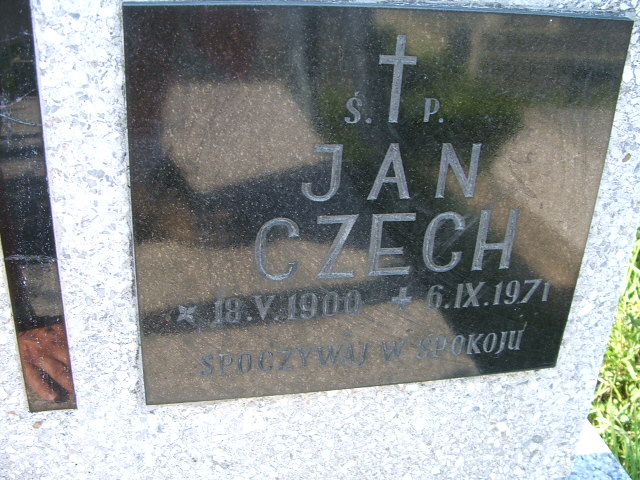 Ś. P.
JAN
CZECH
* 18.V.1900 + 6.IX.1971
SPOCZYWAJ W SPOKOJU